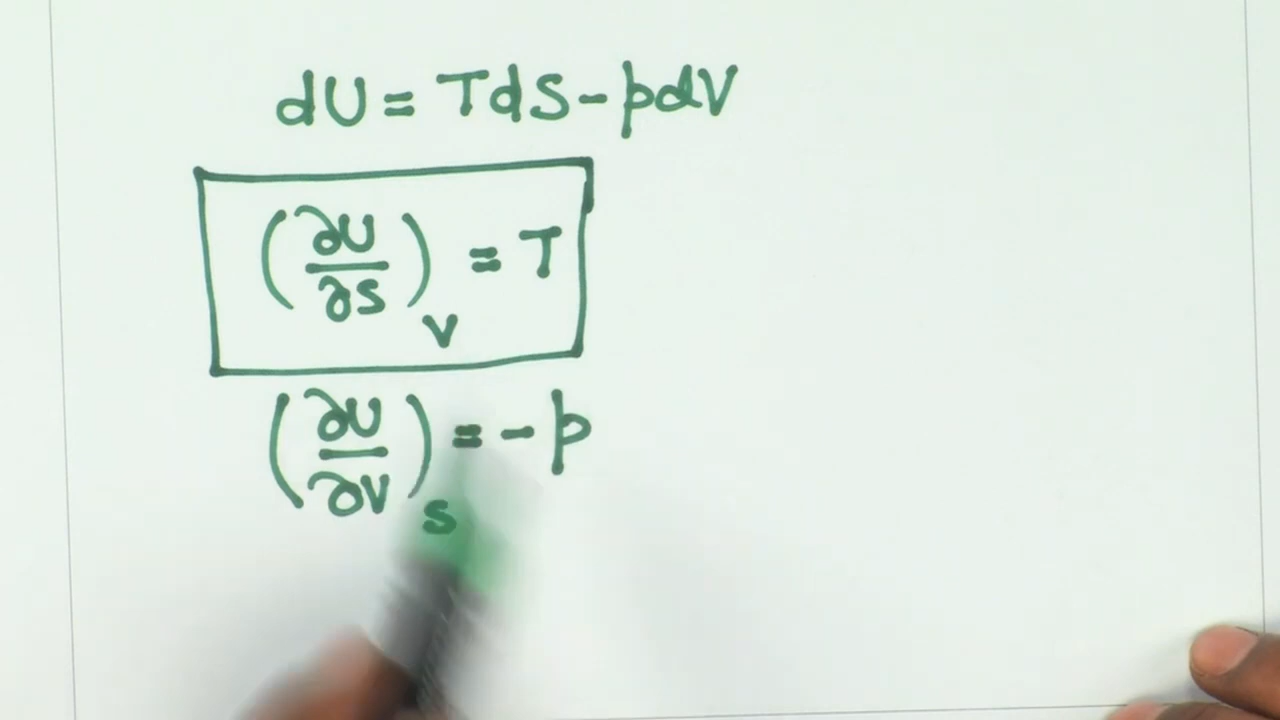 dU = TdS - pdV
(∂U/∂S)_V = T
(∂U/∂V)_S = - p